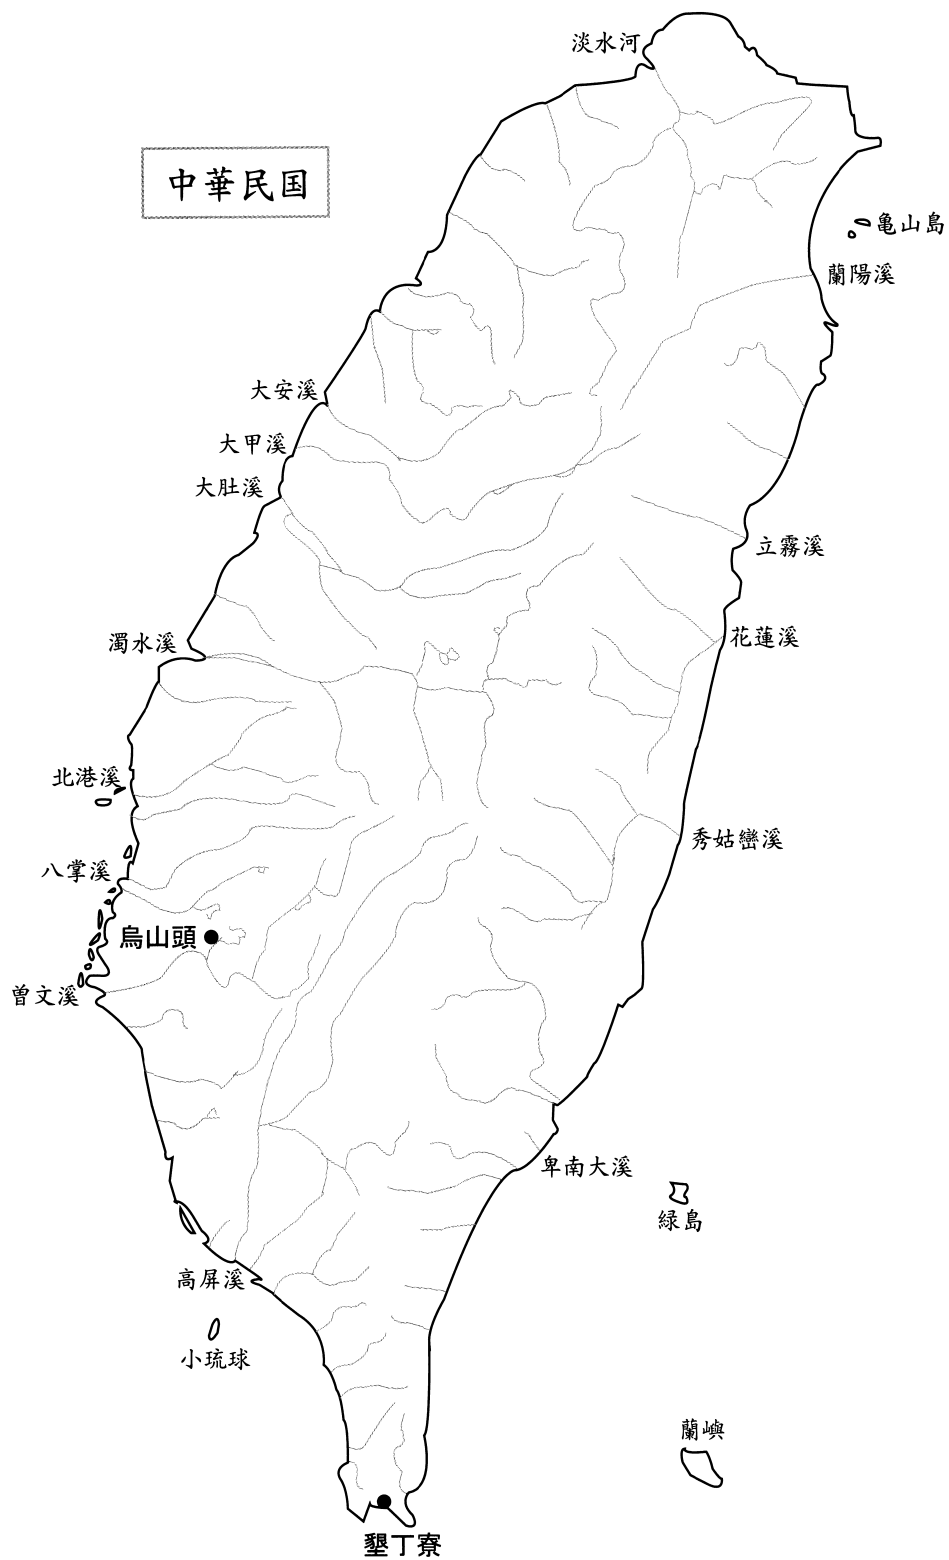 淡水河
中華民国
亀山島
蘭陽溪
大安溪
大甲溪
大肚溪
立霧溪
花蓮溪
濁水溪
北港溪
秀姑巒溪
八掌溪
烏山頭
曽文溪
卑南大溪
緑島
高屏溪
小琉球
蘭嶼
墾丁寮